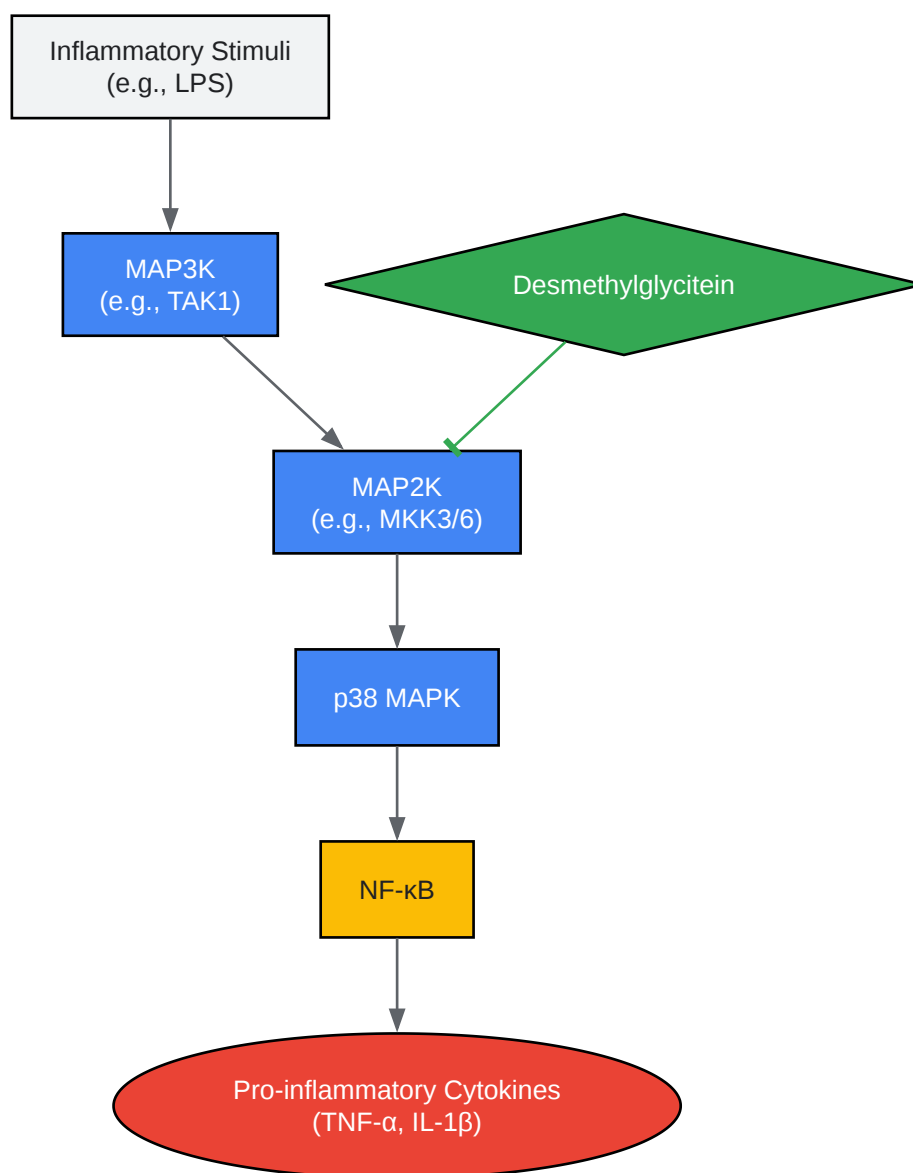 Inflammatory Stimuli
(e.g., LPS)
MAP3K
(e.g., TAK1)
Desmethylglycitein
MAP2K
(e.g., MKK3/6)
p38 MAPK
NF-κB
Pro-inflammatory Cytokines
(TNF-α, IL-1β)